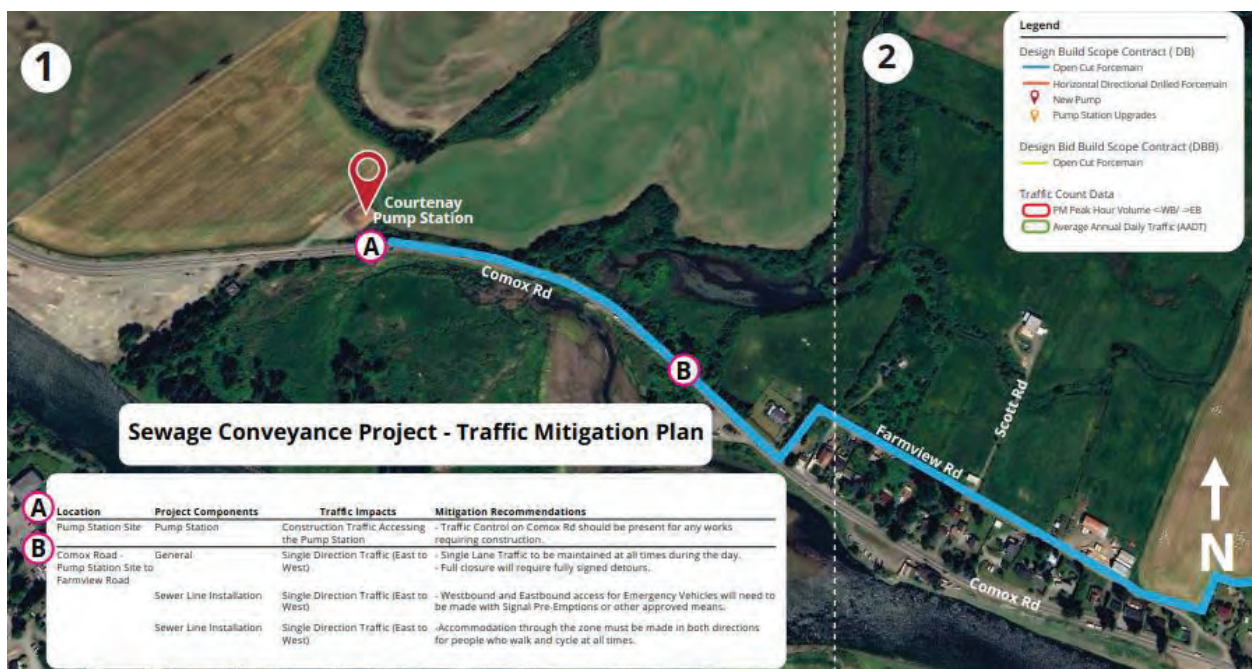 1
2
Legend
Design Build Scope Contract ( DB)
Open Cut Forcemain
Horizontal Directional Drilled Forcemain
New Pump
Pump Station Upgrades
Design Bid Build Scope Contract (DBB)
Open Cut Forcemain
Traffic Count Data
PM Peak Hour Volume <-WB/ ->EB
Average Annual Daily Traffic (AADT)
Courtenay
Pump Station
A
Comox Rd
B
Scott Rd
Farmview Rd
Comox Rd
N
Sewage Conveyance Project - Traffic Mitigation Plan
A
Location Project Components Traffic Impacts Mitigation Recommendations
Pump Station Site Pump Station Construction Traffic Accessing - Traffic Control on Comox Rd should be present for any works
the Pump Station requiring construction.
B
Comox Road - General Single Direction Traffic (East to - Single Lane Traffic to be maintained at all times during the day.
Pump Station Site to West) - Full closure will require fully signed detours.
Farmview Road
Sewer Line Installation Single Direction Traffic (East to - Westbound and Eastbound access for Emergency Vehicles will need to
West) be made with Signal Pre-Emptions or other approved means.
Sewer Line Installation Single Direction Traffic (East to -Accommodation through the zone must be made in both directions
West) for people who walk and cycle at all times.